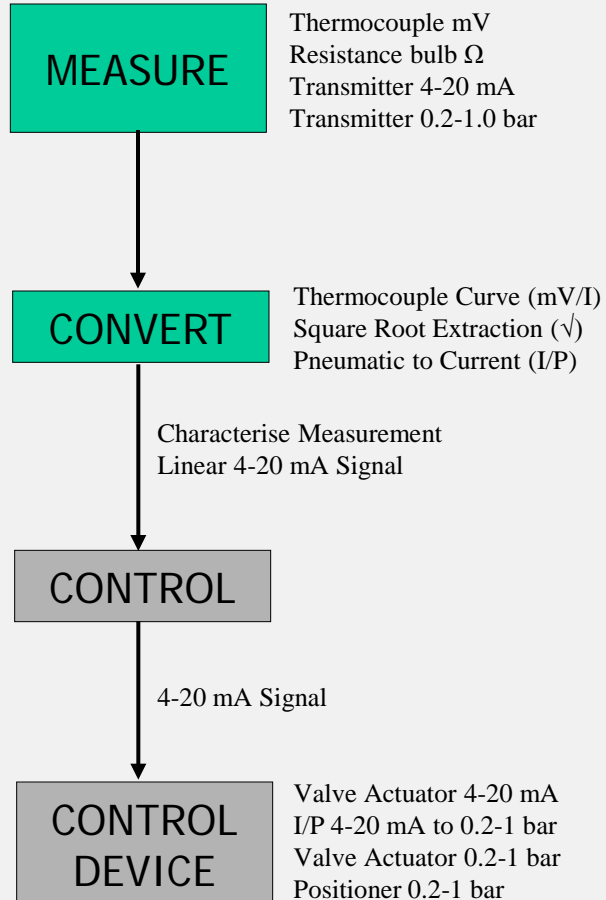 MEASURE
Thermocouple mV
Resistance bulb Ω
Transmitter 4-20 mA
Transmitter 0.2-1.0 bar
CONVERT
Thermocouple Curve (mV/I)
Square Root Extraction (√)
Pneumatic to Current (I/P)
Characterise Measurement
Linear 4-20 mA Signal
CONTROL
4-20 mA Signal
CONTROL
DEVICE
Valve Actuator 4-20 mA
I/P 4-20 mA to 0.2-1 bar
Valve Actuator 0.2-1 bar
Positioner 0.2-1 bar